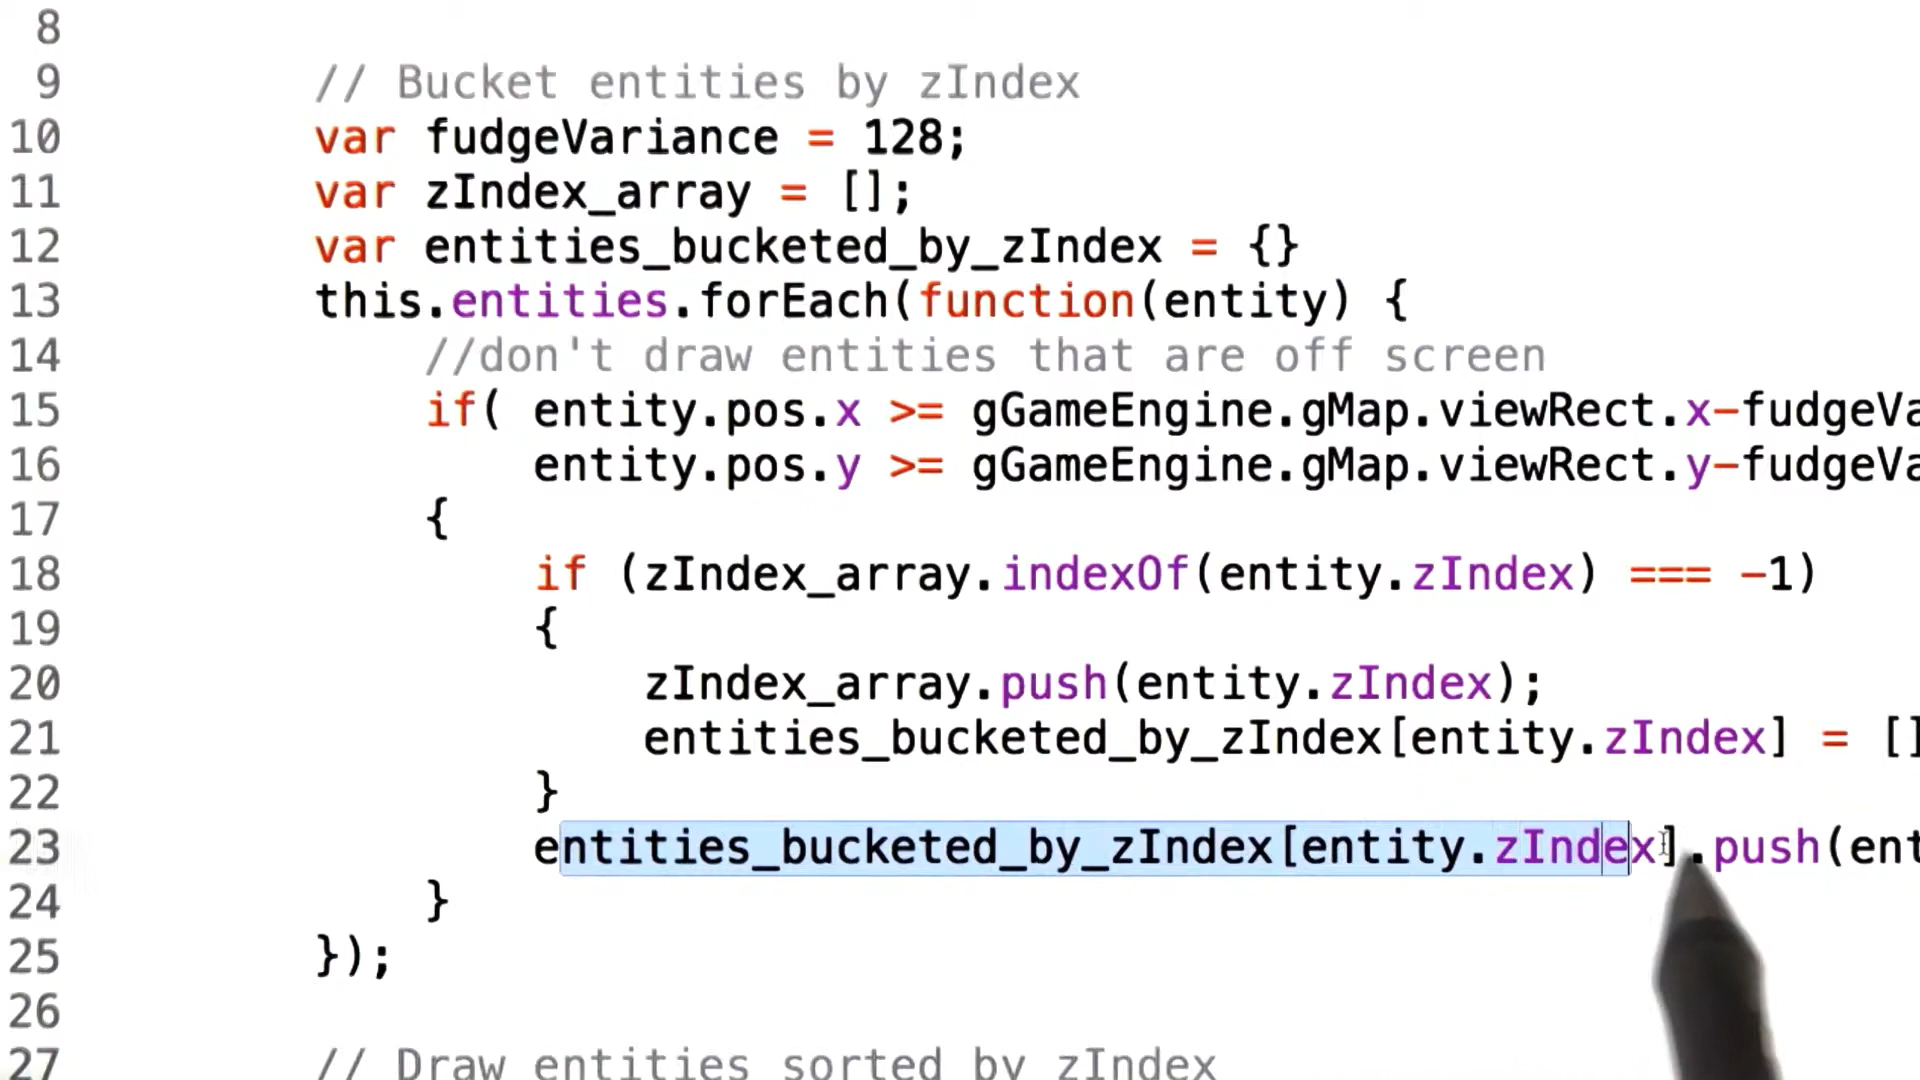 8
9 // Bucket entities by zIndex
10 var fudgeVariance = 128;
11 var zIndex_array = [];
12 var entities_bucketed_by_zIndex = {}
13 this.entities.forEach(function(entity) {
14 //don't draw entities that are off screen
15 if( entity.pos.x >= gGameEngine.gMap.viewRect.x-fudgeVa
16 entity.pos.y >= gGameEngine.gMap.viewRect.y-fudgeVa
17 {
18 if (zIndex_array.indexOf(entity.zIndex) === -1)
19 {
20 zIndex_array.push(entity.zIndex);
21 entities_bucketed_by_zIndex[entity.zIndex] = []
22 }
23 entities_bucketed_by_zIndex[entity.zIndex].push(ent
24 }
25 });
26
27 // Draw entities sorted by zIndex